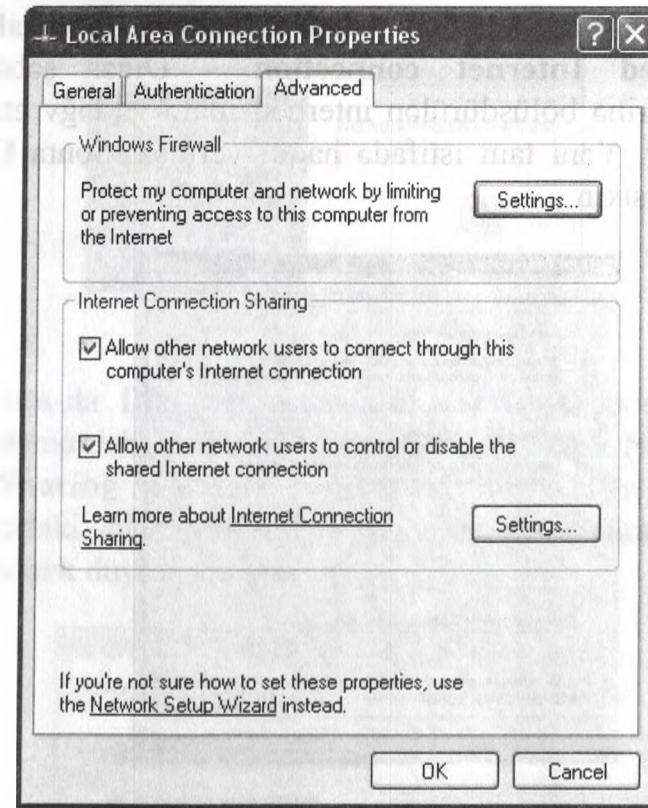 Local Area Connection Properties
General Authentication Advanced
Windows Firewall
Protect my computer and network by limiting
or preventing access to this computer from
the Internet
Settings...
Internet Connection Sharing
Allow other network users to connect through this
computer's Internet connection
Allow other network users to control or disable the
shared Internet connection
Learn more about Internet Connection
Sharing.
Settings...
If you're not sure how to set these properties, use
the Network Setup Wizard instead.
OK Cancel